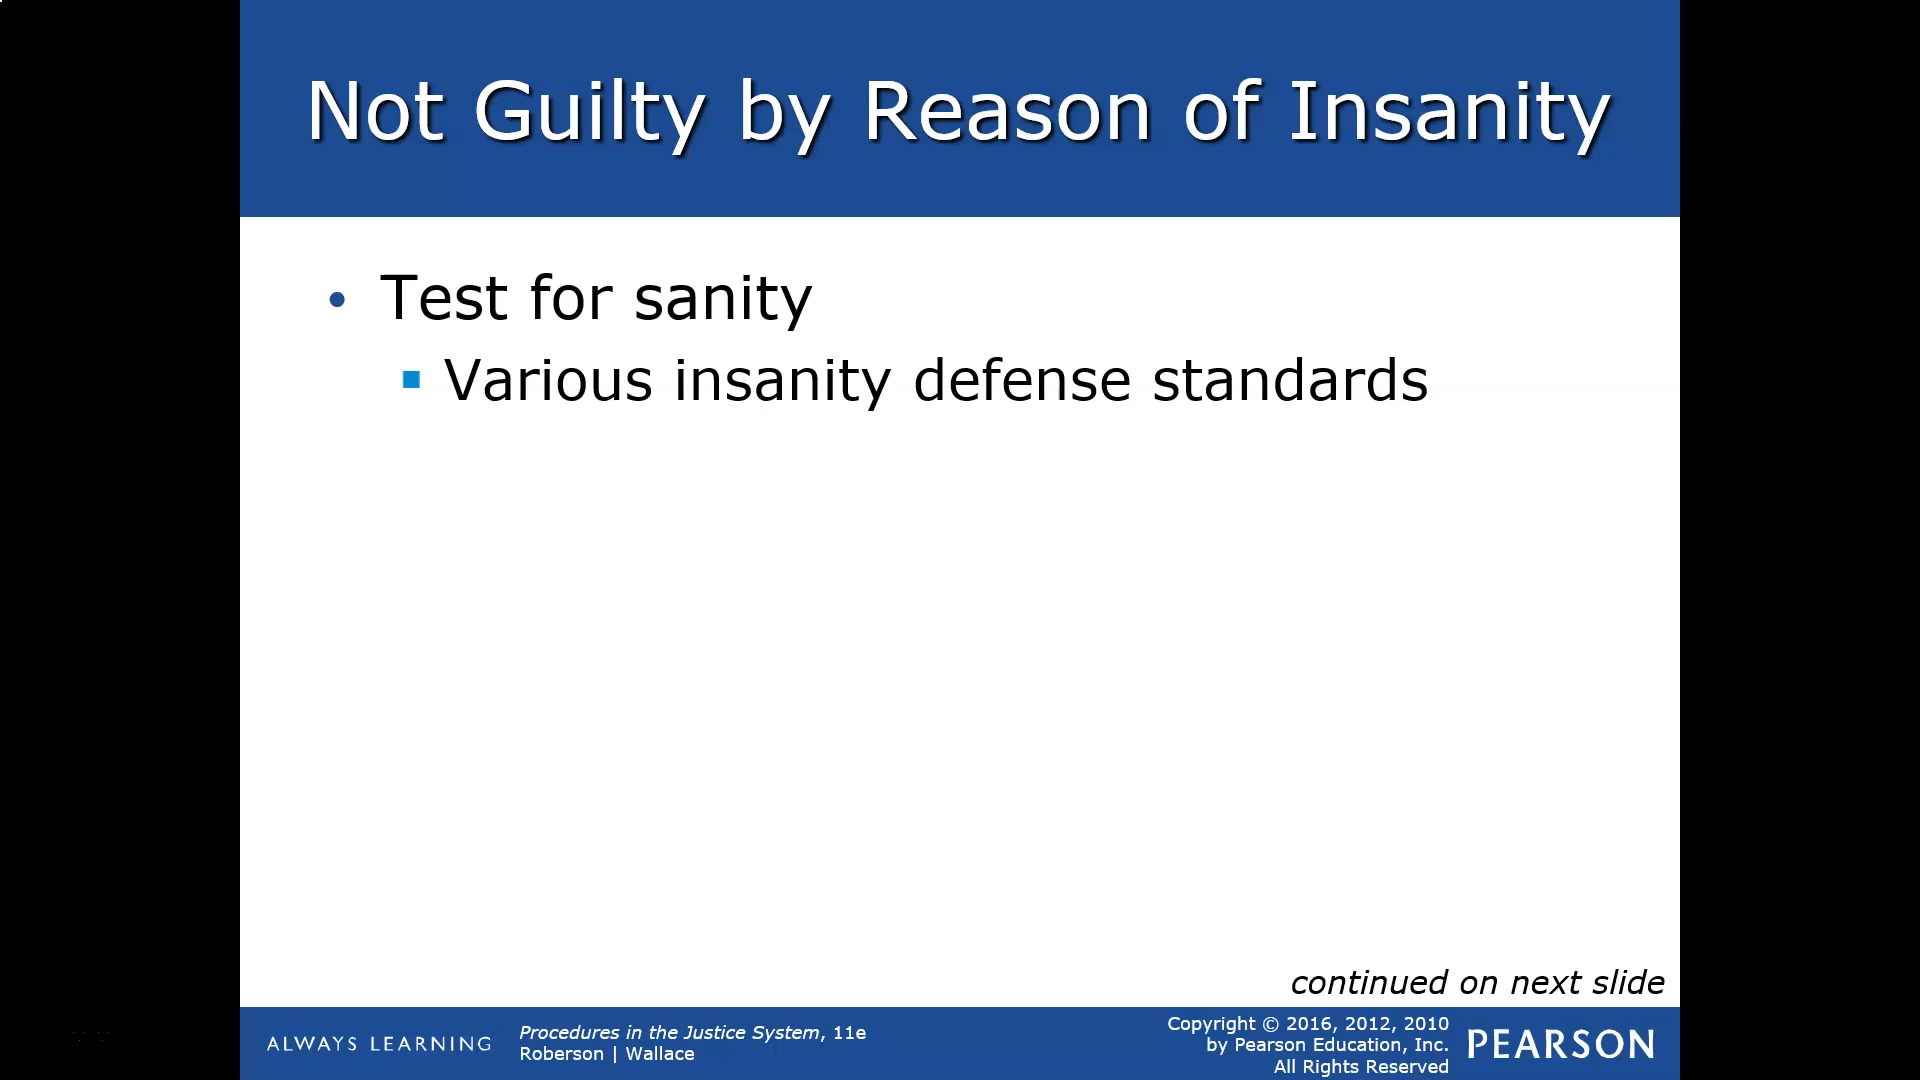 Not Guilty by Reason of Insanity
• Test for sanity
▪ Various insanity defense standards
continued on next slide
ALWAYS LEARNING
Procedures in the Justice System, 11e
Roberson | Wallace
Copyright © 2016, 2012, 2010
by Pearson Education, Inc.
All Rights Reserved
PEARSON